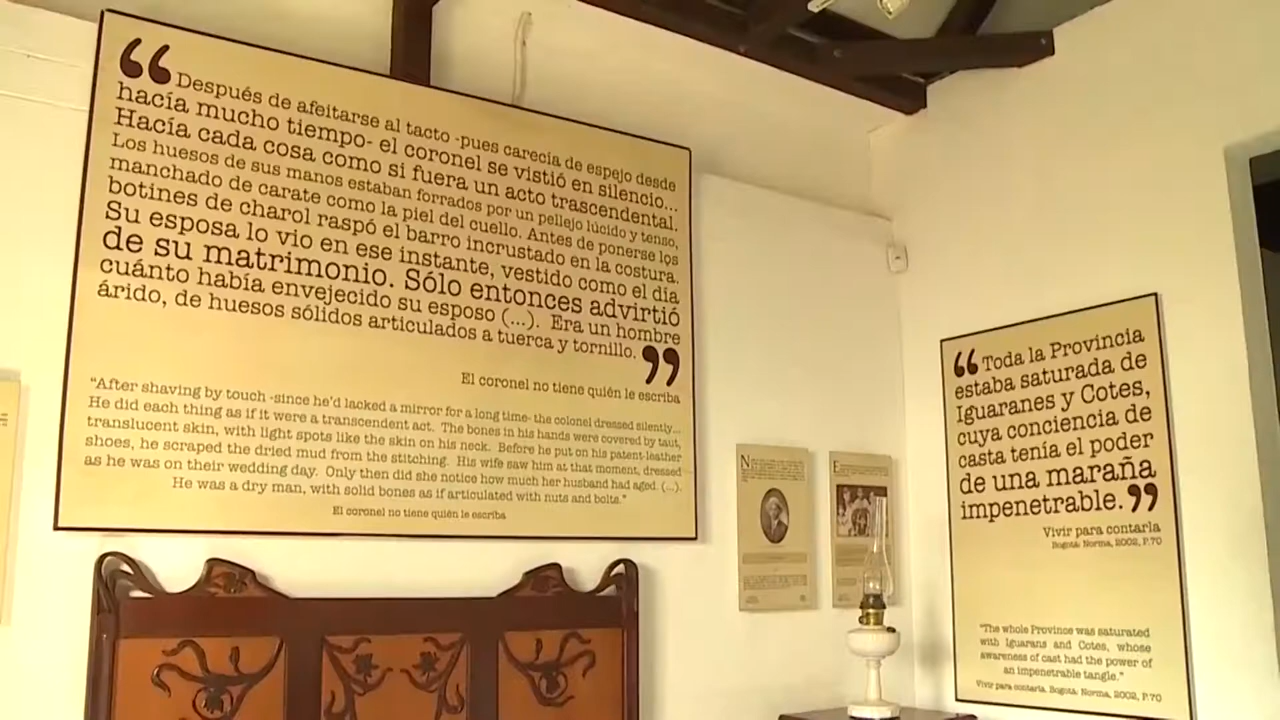 “Después de afeitarse al tacto -pues carecía de espejo desde
hacía mucho tiempo- el coronel se vistió en silencio...
Hacía cada cosa como si fuera un acto trascendental.
Los huesos de sus manos estaban forrados por un pellejo lúcido y tenso,
manchado de carate como la piel del cuello. Antes de ponerse los
botines de charol raspó el barro incrustado en la costura.
Su esposa lo vio en ese instante, vestido como el día
de su matrimonio. Sólo entonces advirtió
cuánto había envejecido su esposo (...). Era un hombre
árido, de huesos sólidos articulados a tuerca y tornillo.”
El coronel no tiene quién le escriba
“After shaving by touch -since he’d lacked a mirror for a long time- the colonel dressed silently...
He did each thing as if it were a transcendent act. The bones in his hands were covered by taut,
translucent skin, with light spots like the skin on his neck. Before he put on his patent-leather
shoes, he scraped the dried mud from the stitching. His wife saw him at that moment, dressed
as he was on their wedding day. Only then did she notice how much her husband had aged. (...).
He was a dry man, with solid bones as if articulated with nuts and bolts.”
El coronel no tiene quién le escriba
“Toda la Provincia
estaba saturada de
Iguaranes y Cotes,
cuya conciencia de
casta tenía el poder
de una maraña
impenetrable.”
Vivir para contarla
Bogotá: Norma, 2002, P.70
“The whole Province was saturated
with Iguarans and Cotes, whose
awareness of cast had the power of
an impenetrable tangle.”
Vivir para contarla. Bogotá: Norma, 2002, P.70